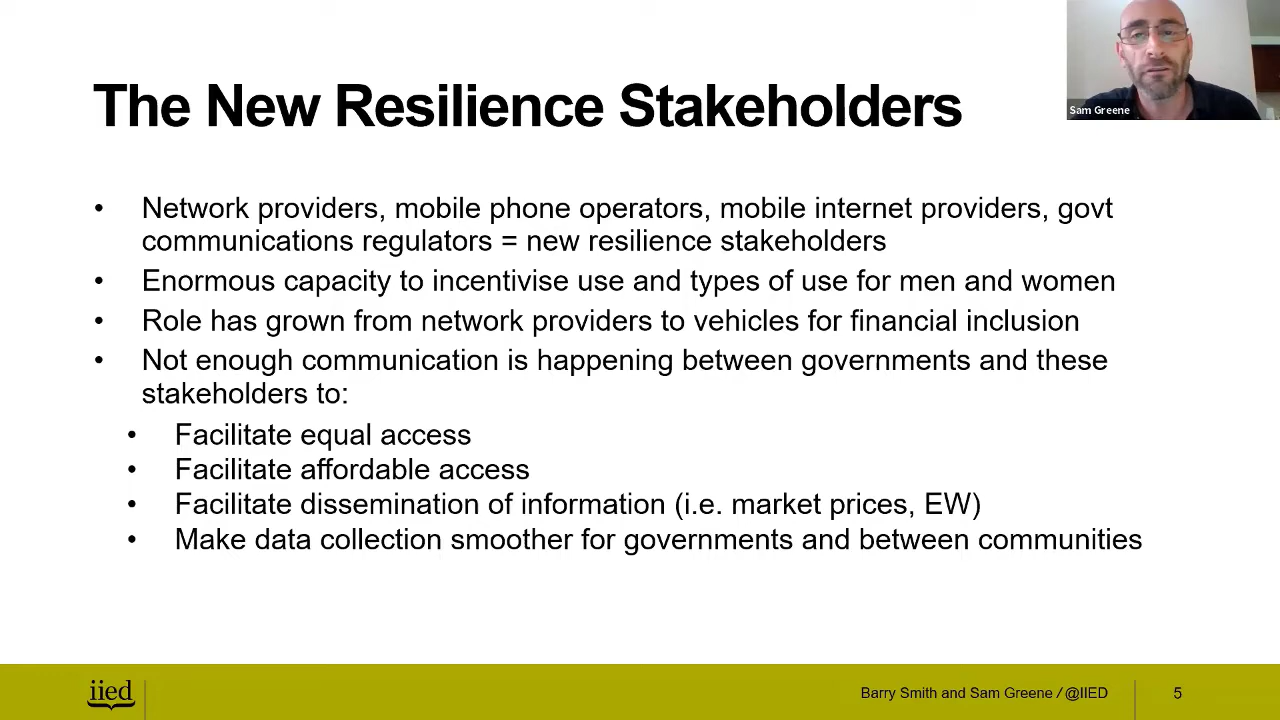 The New Resilience Stakeholders
Sam Greene
• Network providers, mobile phone operators, mobile internet providers, govt
communications regulators = new resilience stakeholders
• Enormous capacity to incentivise use and types of use for men and women
• Role has grown from network providers to vehicles for financial inclusion
• Not enough communication is happening between governments and these
stakeholders to:
• Facilitate equal access
• Facilitate affordable access
• Facilitate dissemination of information (i.e. market prices, EW)
• Make data collection smoother for governments and between communities
iied
Barry Smith and Sam Greene / @IIED
5